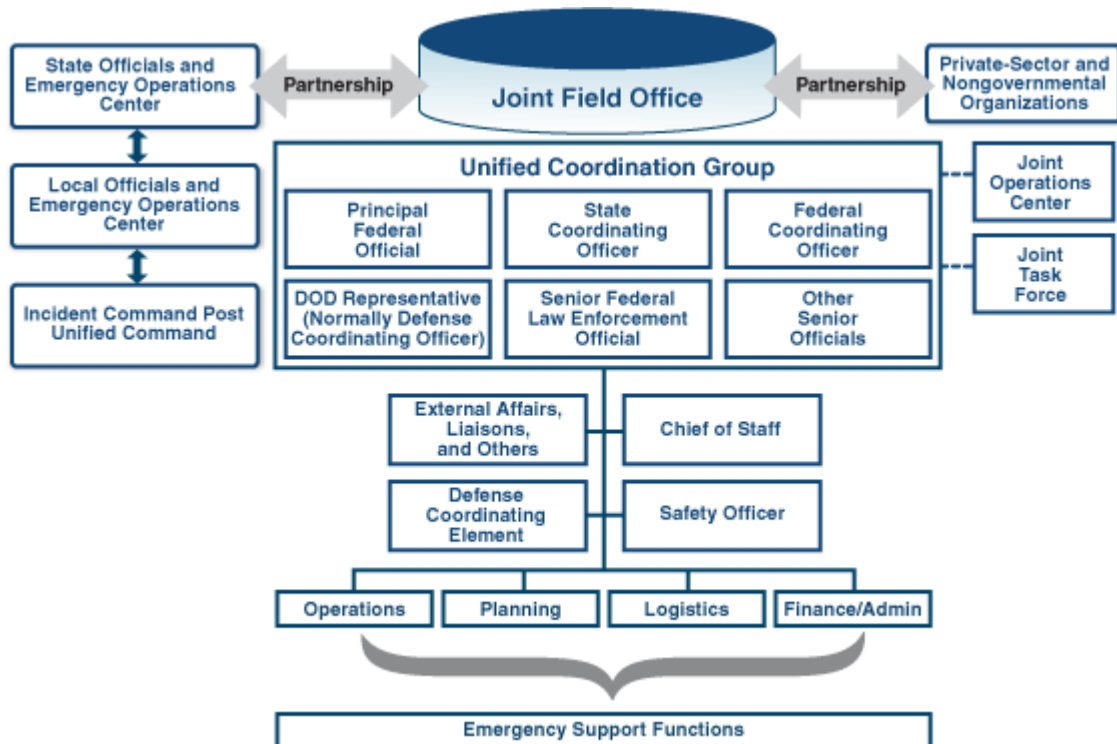 State Officials and
Emergency Operations
Center
Partnership
Joint Field Office
Partnership
Private-Sector and
Nongovernmental
Organizations
Local Officials and
Emergency Operations
Center
Incident Command Post
Unified Command
Unified Coordination Group
Principal
Federal
Official
State
Coordinating
Officer
Federal
Coordinating
Officer
DOD Representative
(Normally Defense
Coordinating Officer)
Senior Federal
Law Enforcement
Official
Other
Senior
Officials
Joint
Operations
Center
Joint
Task
Force
External Affairs,
Liaisons,
and Others
Chief of Staff
Defense
Coordinating
Element
Safety Officer
Operations
Planning
Logistics
Finance/Admin
Emergency Support Functions